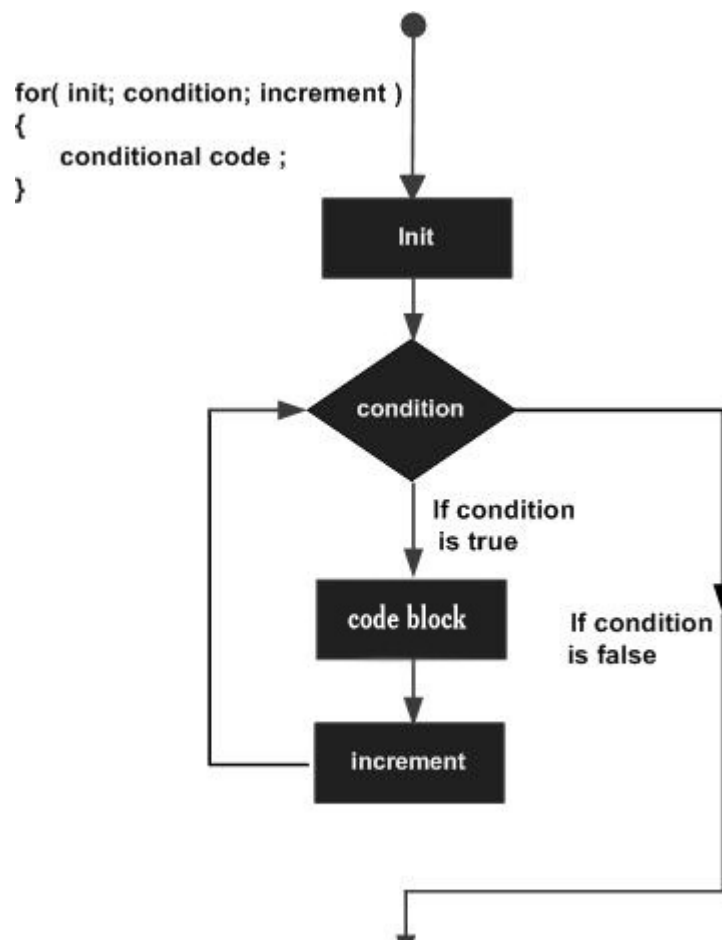 for( init; condition; increment )
{
conditional code ;
}
Init
condition
If condition
is true
code block
If condition
is false
increment